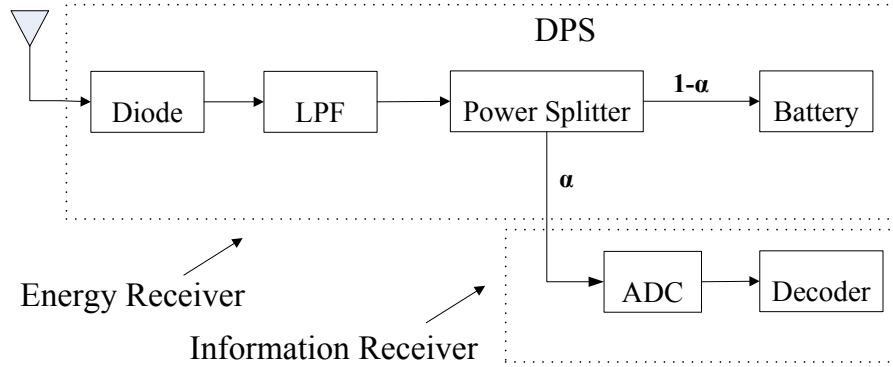 DPS
Diode
LPF
Power Splitter
1-α
Battery
α
Energy Receiver
ADC
Decoder
Information Receiver